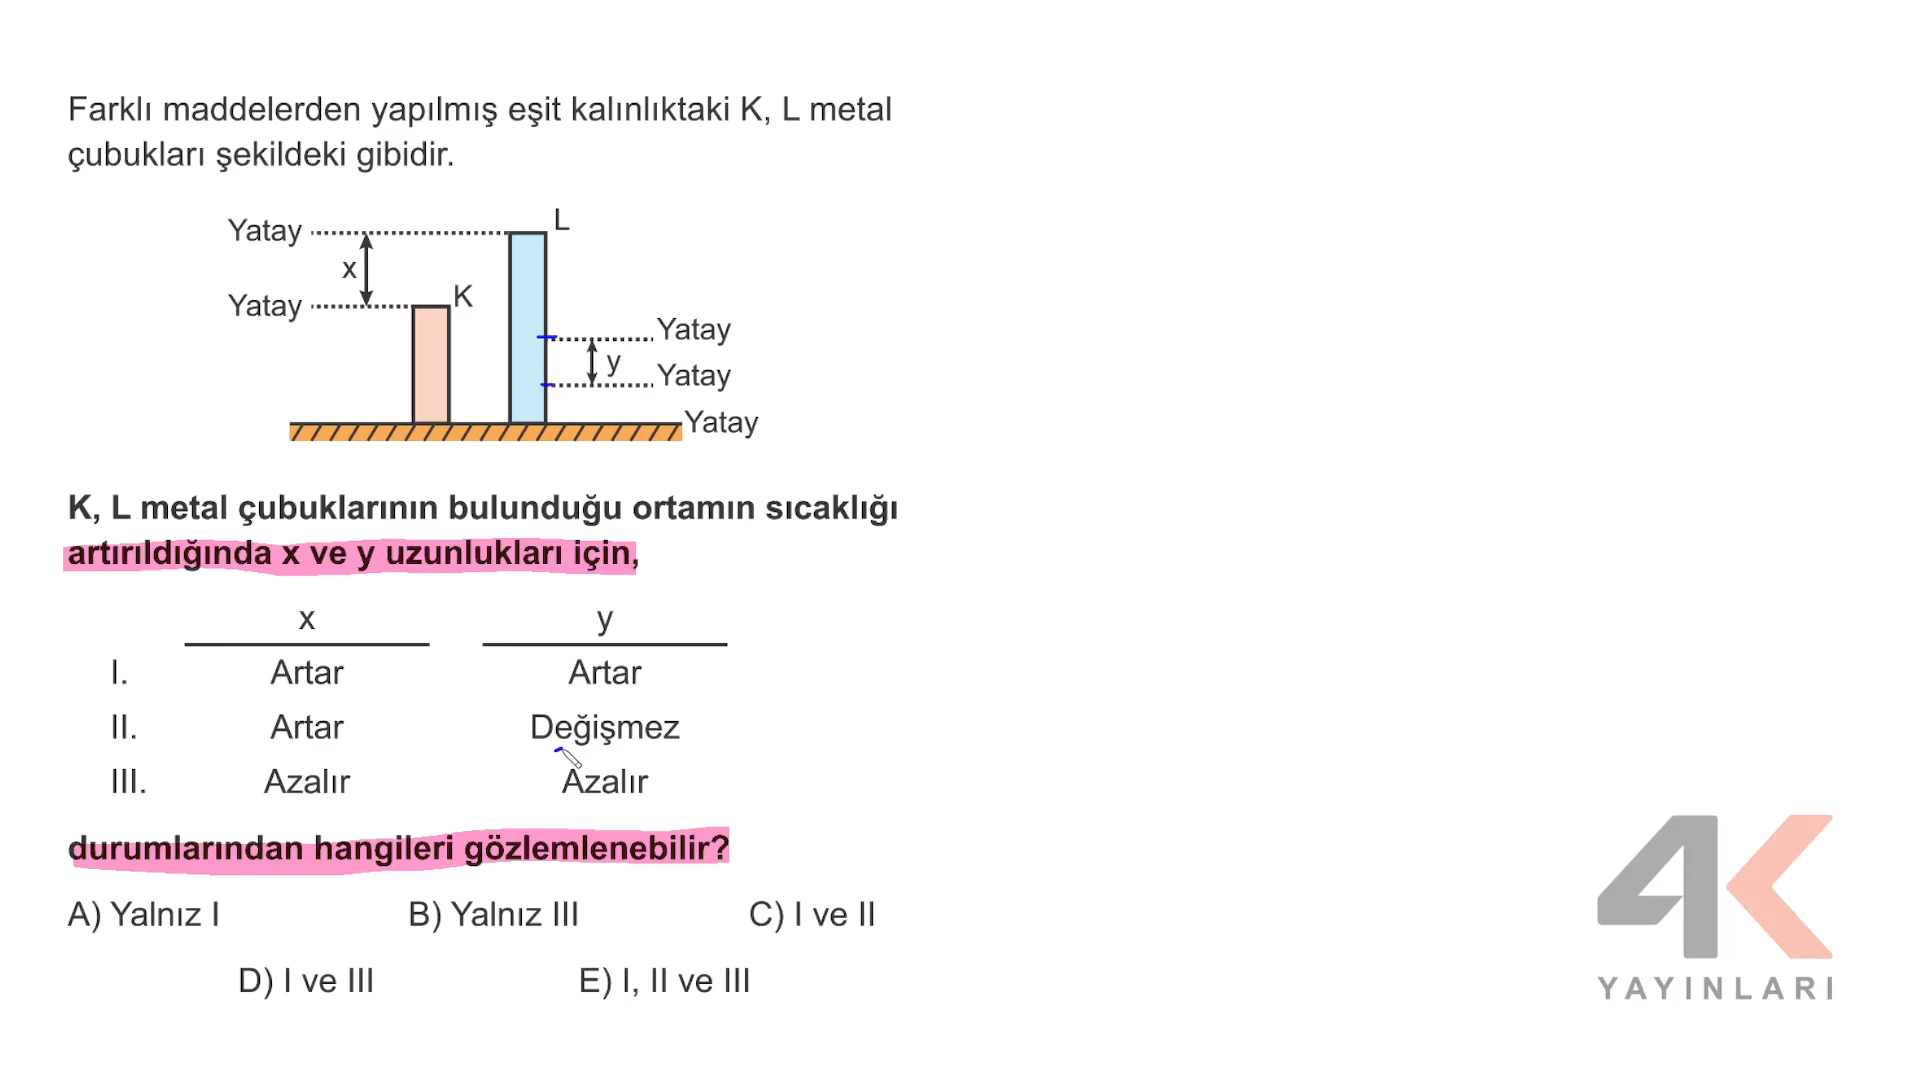 Farklı maddelerden yapılmış eşit kalınlıktaki K, L metal
çubukları şekildeki gibidir.
Yatay
L
x
Yatay
K
Yatay
y
Yatay
Yatay
K, L metal çubuklarının bulunduğu ortamın sıcaklığı
artırıldığında x ve y uzunlukları için,
x y
I. Artar Artar
II. Artar Değişmez
III. Azalır Azalır
durumlarından hangileri gözlemlenebilir?
A) Yalnız I B) Yalnız III C) I ve II
D) I ve III E) I, II ve III
4K
YAYINLARI